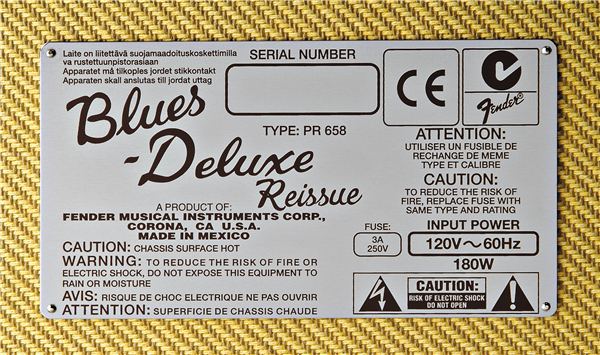 Laite on liitettävä suojamaadoituskoskettimilla
va rustettuunpistorasiaan
Apparatet må tilkoples jordet stikkontakt
Apparaten skall anslutas till jordat uttag
SERIAL NUMBER
CE
Fender®
Blues
-Deluxe
Reissue
TYPE: PR 658
ATTENTION:
UTILISER UN FUSIBLE DE
RECHANGE DE MEME
TYPE ET CALIBRE
CAUTION:
TO REDUCE THE RISK OF
FIRE, REPLACE FUSE WITH
SAME TYPE AND RATING
A PRODUCT OF:
FENDER MUSICAL INSTRUMENTS CORP.,
CORONA, CA U.S.A.
MADE IN MEXICO
CAUTION: CHASSIS SURFACE HOT
WARNING: TO REDUCE THE RISK OF FIRE OR
ELECTRIC SHOCK, DO NOT EXPOSE THIS EQUIPMENT TO
RAIN OR MOISTURE
AVIS: RISQUE DE CHOC ELECTRIQUE NE PAS OUVRIR
ATTENTION: SUPERFICIE DE CHASSIS CHAUDE
FUSE:
3A
250V
INPUT POWER
120V～60Hz
180W
CAUTION:
RISK OF ELECTRIC SHOCK
DO NOT OPEN